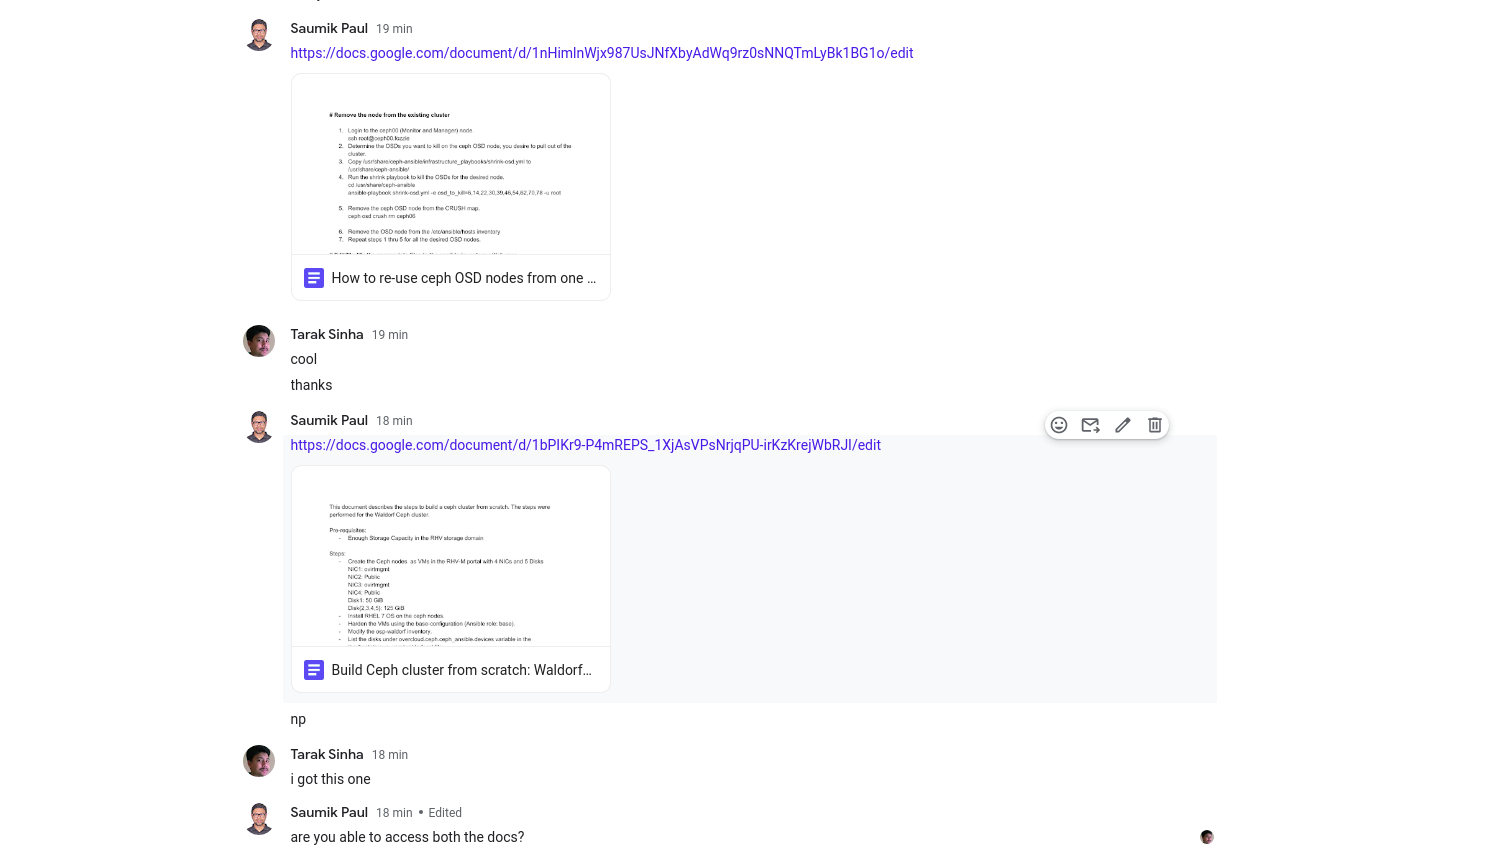 Saumik Paul 19 min
https://docs.google.com/document/d/1nHimlnWjx987UsJNfXbyAdWq9rz0sNNQTmLyBk1BG1o/edit
# Remove the node from the existing cluster
1. Login to the ceph00 (Monitor and Manager) node.
ssh root@ceph00.fozzie
2. Determine the OSDs you want to kill on the ceph OSD node, you desire to pull out of the
cluster.
3. Copy /usr/share/ceph-ansible/infrastructure_playbooks/shrink-osd.yml to
/usr/share/ceph-ansible/
4. Run the shrink playbook to kill the OSDs for the desired node.
cd /usr/share/ceph-ansible
ansible-playbook shrink-osd.yml -e osd_to_kill=6,14,22,30,39,46,54,62,70,78 -u root
5. Remove the ceph OSD node from the CRUSH map.
ceph osd crush rm ceph06
6. Remove the OSD node from the /etc/ansible/hosts inventory
7. Repeat steps 1 thru 5 for all the desired OSD nodes.
How to re-use ceph OSD nodes from one ...
Tarak Sinha 19 min
cool
thanks
Saumik Paul 18 min
https://docs.google.com/document/d/1bPIKr9-P4mREPS_1XjAsVPsNrjqPU-irKzKrejWbRJI/edit
This document describes the steps to build a ceph cluster from scratch. The steps were
performed for the Waldorf Ceph cluster.
Pre-requisites:
- Enough Storage Capacity in the RHV storage domain
Steps:
- Create the Ceph nodes as VMs in the RHV-M portal with 4 NICs and 5 Disks
NIC1: ovirtmgmt
NIC2: Public
NIC3: ovirtmgmt
NIC4: Public
Disk1: 50 GiB
Disk(2,3,4,5): 125 GiB
- Install RHEL 7 OS on the ceph nodes.
- Harden the VMs using the base configuration (Ansible role: base).
- Modify the osp-waldorf inventory.
- List the disks under overcloud.ceph.ceph_ansible.devices variable in the
Build Ceph cluster from scratch: Waldorf...
np
Tarak Sinha 18 min
i got this one
Saumik Paul 18 min • Edited
are you able to access both the docs?